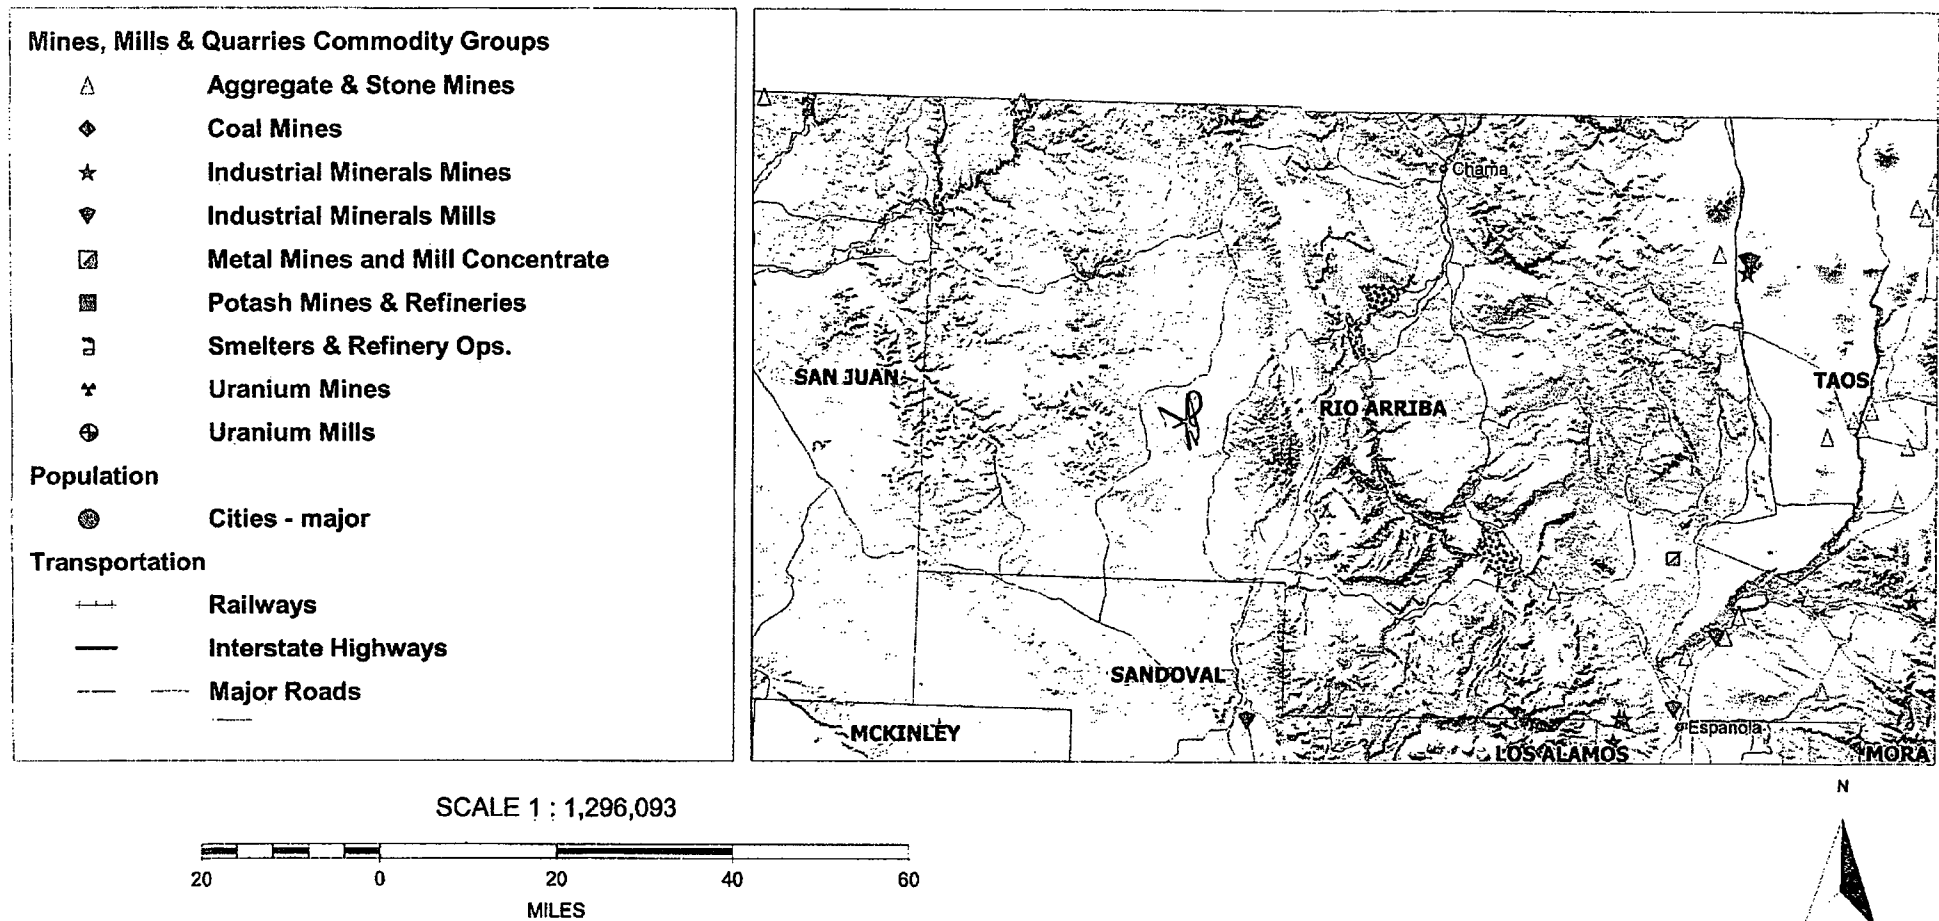 Mines, Mills & Quarries Commodity Groups
Aggregate & Stone Mines
Coal Mines
Industrial Minerals Mines
Industrial Minerals Mills
Metal Mines and Mill Concentrate
Potash Mines & Refineries
Smelters & Refinery Ops.
Uranium Mines
Uranium Mills
Population
Cities - major
Transportation
Railways
Interstate Highways
Major Roads
Chama
SAN JUAN
RIO ARRIBA
TAOS
SANDOVAL
MCKINLEY
Espanola
LOS ALAMOS
MORA
SCALE 1 : 1,296,093
20 0 20 40 60
MILES
N